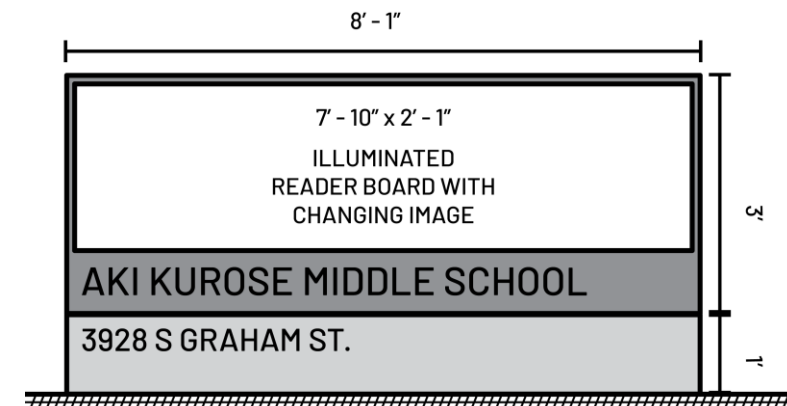 8’ - 1”
7’ - 10” x 2’ - 1”
ILLUMINATED
READER BOARD WITH
CHANGING IMAGE
3’
AKI KUROSE MIDDLE SCHOOL
3928 S GRAHAM ST.
1’